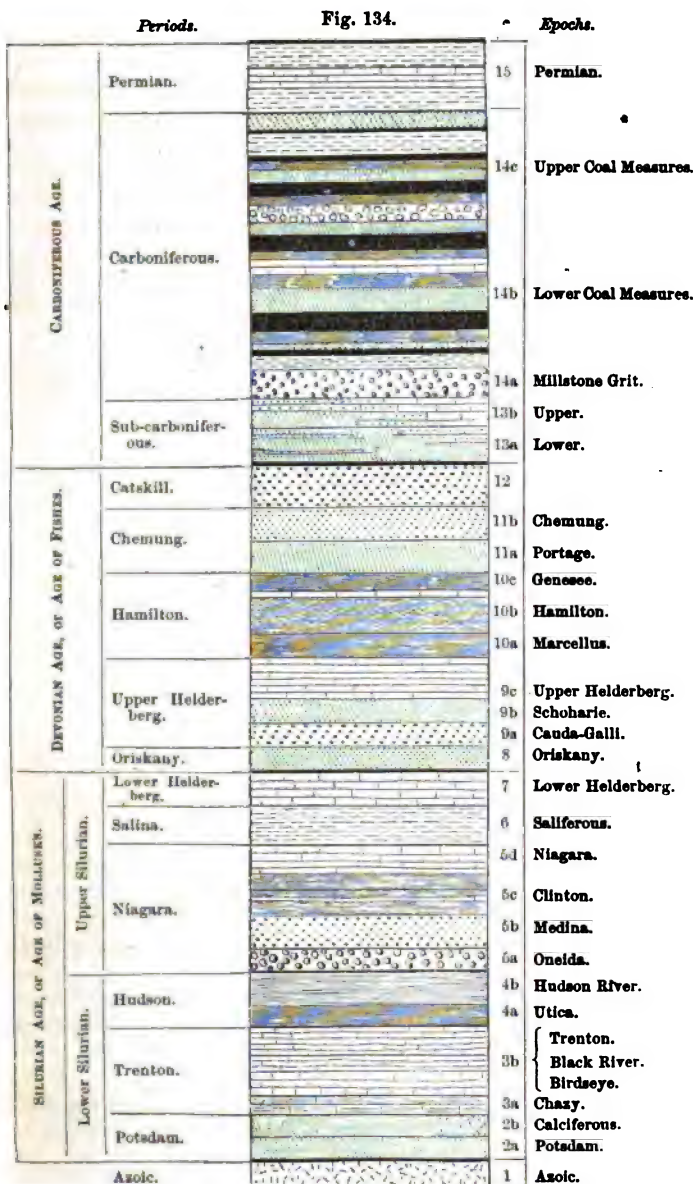 Fig. 134.
Periods. Epochs.
CARBONIFEROUS AGE.
Permian. 15 Permian.
Carboniferous. 14c Upper Coal Measures.
14b Lower Coal Measures.
14a Millstone Grit.
Sub-carbonifer-
ous.
13b Upper.
13a Lower.
DEVONIAN AGE, or AGE OF FISHES.
Catskill. 12
Chemung. 11b Chemung.
11a Portage.
Hamilton. 10c Genesee.
10b Hamilton.
10a Marcellus.
Upper Helder-
berg.
9c Upper Helderberg.
9b Schoharie.
9a Cauda-Galli.
Oriskany. 8 Oriskany.
SILURIAN AGE, or AGE OF MOLLUSKS.
Upper Silurian.
Lower Helder-
berg.
7 Lower Helderberg.
Salina. 6 Saliferous.
Niagara. 5d Niagara.
5c Clinton.
5b Medina.
5a Oneida.
Lower Silurian.
Hudson. 4b Hudson River.
4a Utica.
Trenton. 3b Trenton.
Black River.
Birdseye.
3a Chazy.
Potsdam. 2b Calciferous.
2a Potsdam.
Azoic. 1 Azoic.